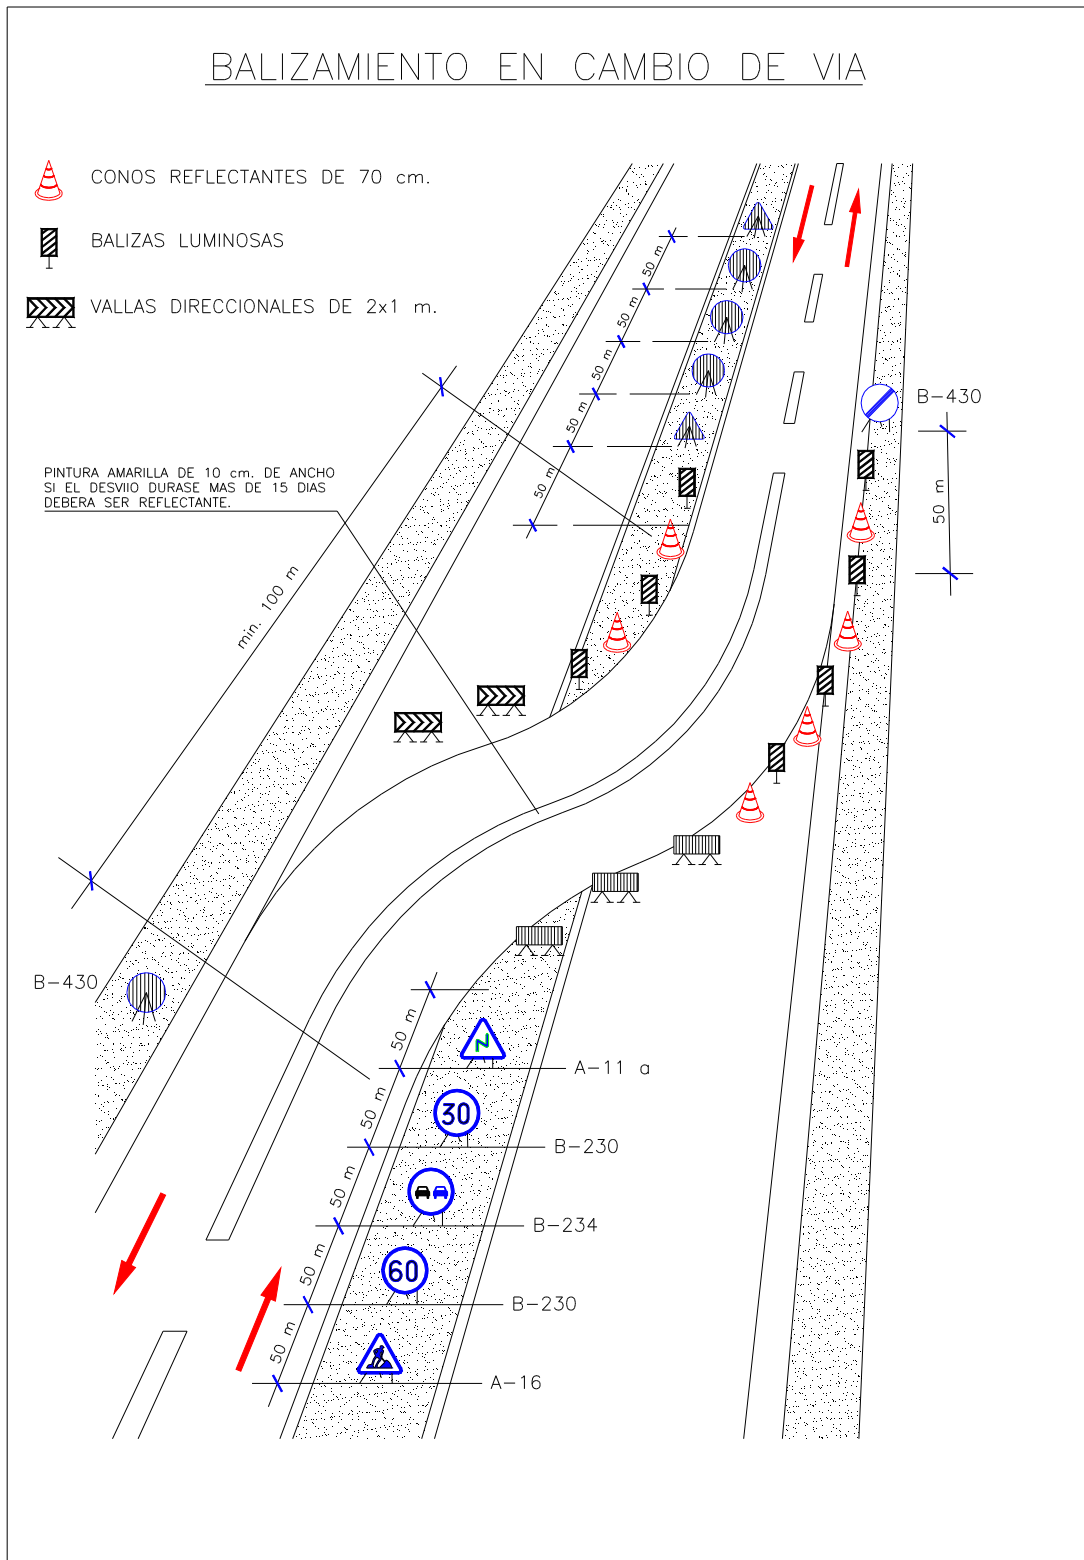 BALIZAMIENTO EN CAMBIO DE VIA
CONOS REFLECTANTES DE 70 cm.
BALIZAS LUMINOSAS
VALLAS DIRECCIONALES DE 2x1 m.
50 m
50 m
50 m
50 m
50 m
B-430
50 m
PINTURA AMARILLA DE 10 cm. DE ANCHO
SI EL DESVIIO DURASE MAS DE 15 DIAS
DEBERA SER REFLECTANTE.
min. 100 m
B-430
50 m
A-11 a
50 m
30
B-230
50 m
B-234
50 m
60
B-230
50 m
A-16